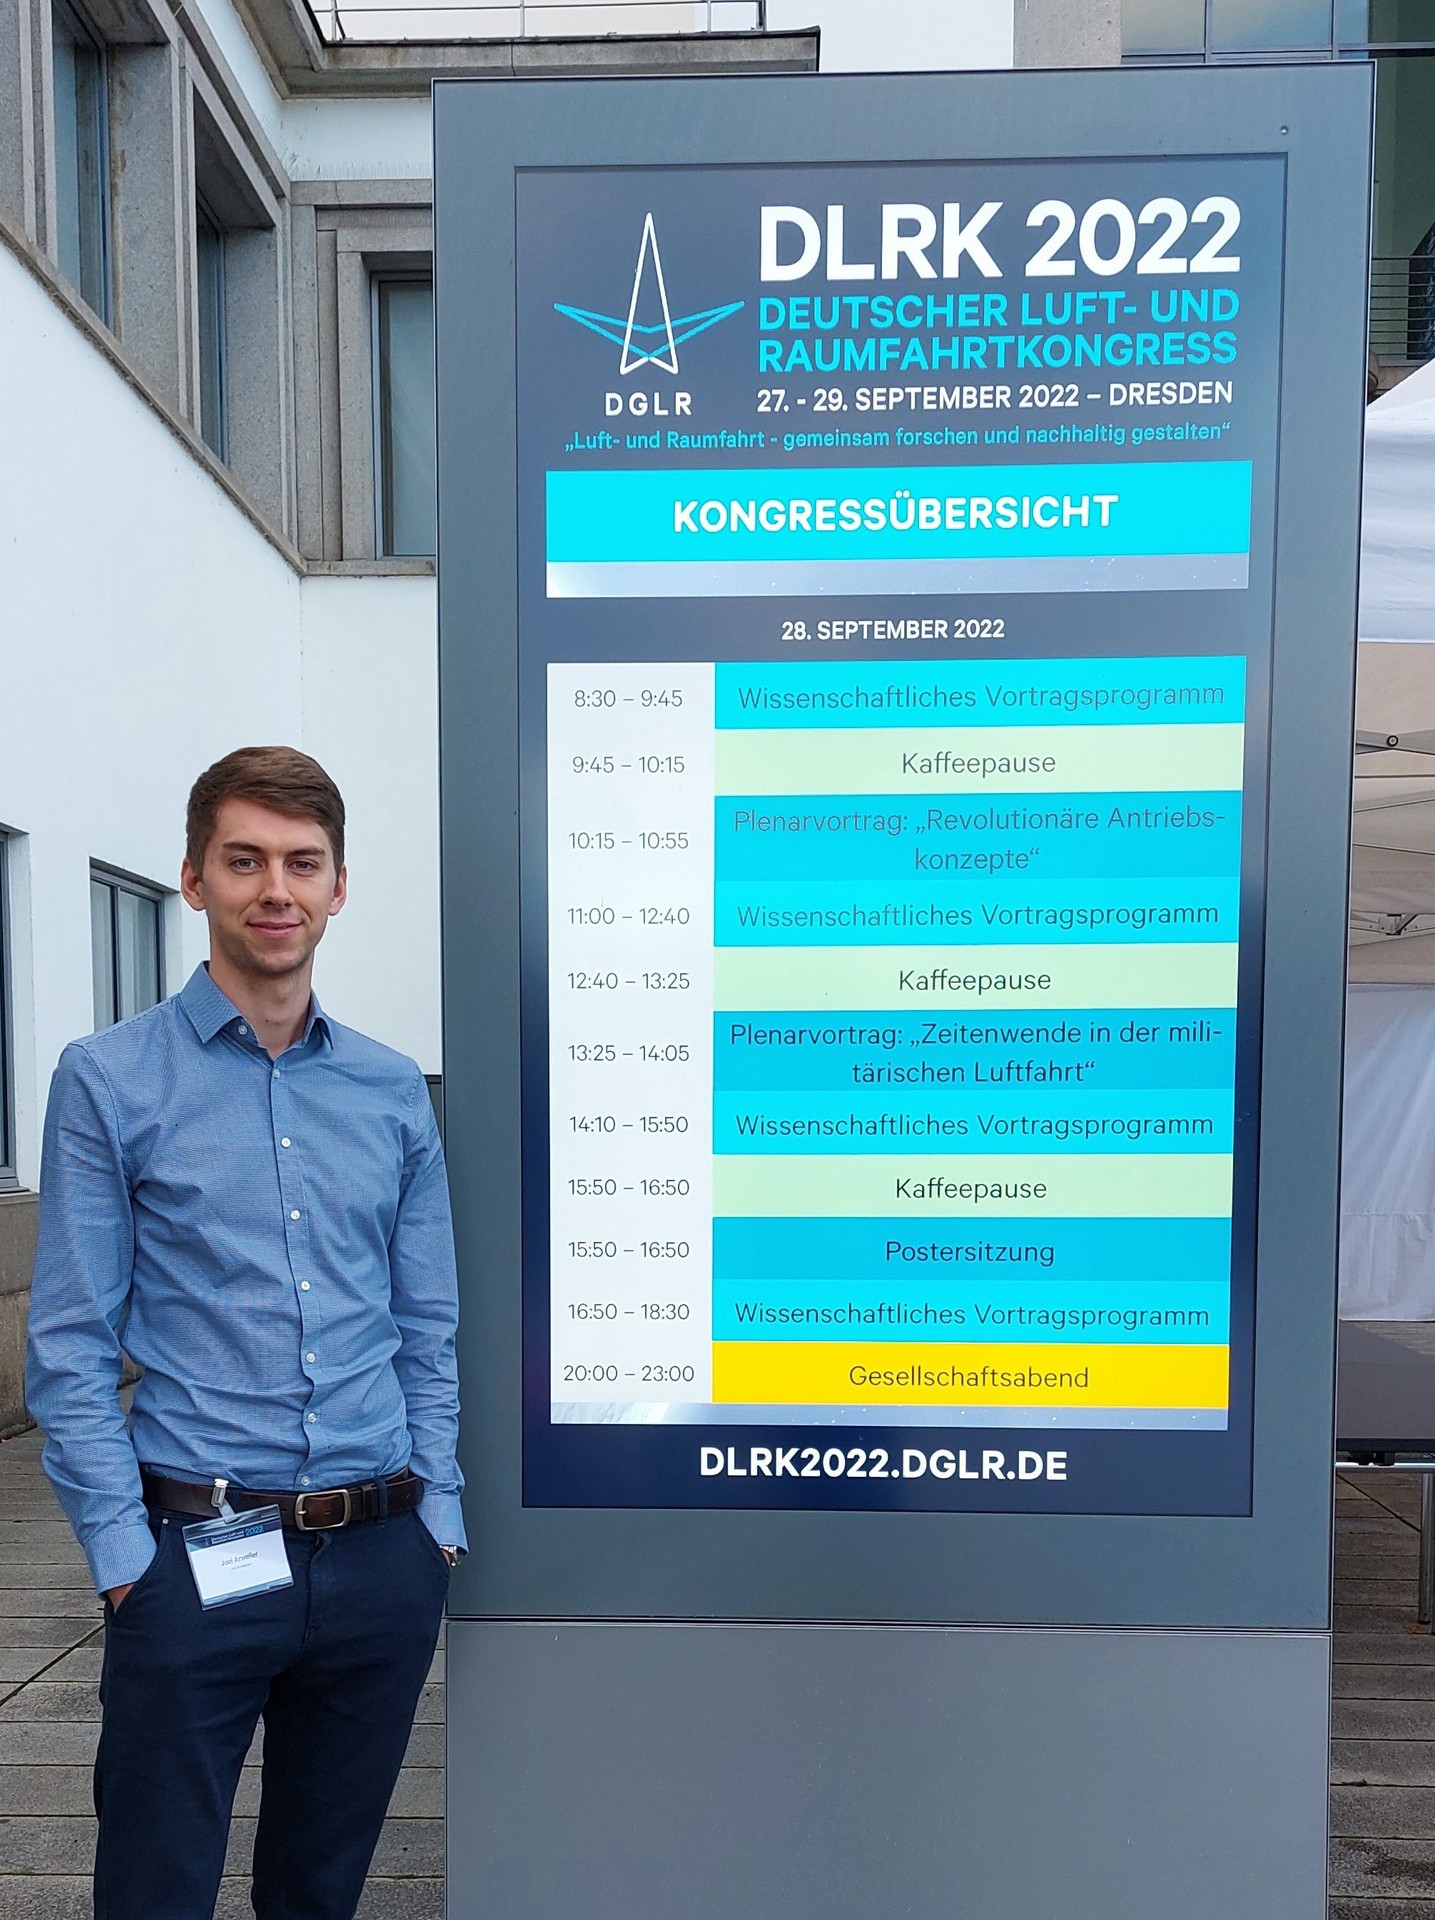 DGLR
DLRK 2022
DEUTSCHER LUFT- UND
RAUMFAHRTKONGRESS
27. - 29. SEPTEMBER 2022 – DRESDEN
„Luft- und Raumfahrt - gemeinsam forschen und nachhaltig gestalten“
KONGRESSÜBERSICHT
28. SEPTEMBER 2022
8:30 – 9:45 Wissenschaftliches Vortragsprogramm
9:45 – 10:15 Kaffeepause
10:15 – 10:55 Plenarvortrag: „Revolutionäre Antriebs-
konzepte“
11:00 – 12:40 Wissenschaftliches Vortragsprogramm
12:40 – 13:25 Kaffeepause
13:25 – 14:05 Plenarvortrag: „Zeitenwende in der mili-
tärischen Luftfahrt“
14:10 – 15:50 Wissenschaftliches Vortragsprogramm
15:50 – 16:50 Kaffeepause
15:50 – 16:50 Postersitzung
16:50 – 18:30 Wissenschaftliches Vortragsprogramm
20:00 – 23:00 Gesellschaftsabend
DLRK2022.DGLR.DE
2022
Joel Arweiler